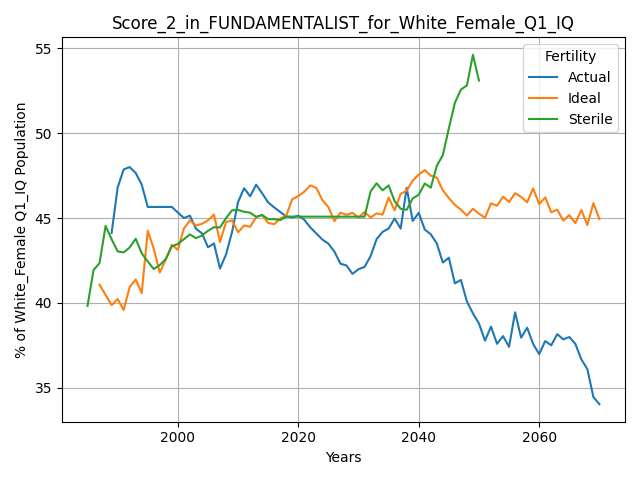 Score_2_in_FUNDAMENTALIST_for_White_Female_Q1_IQ
% of White_Female Q1_IQ Population
55
50
45
40
35
Fertility
Actual
Ideal
Sterile
2000
2020
2040
2060
Years